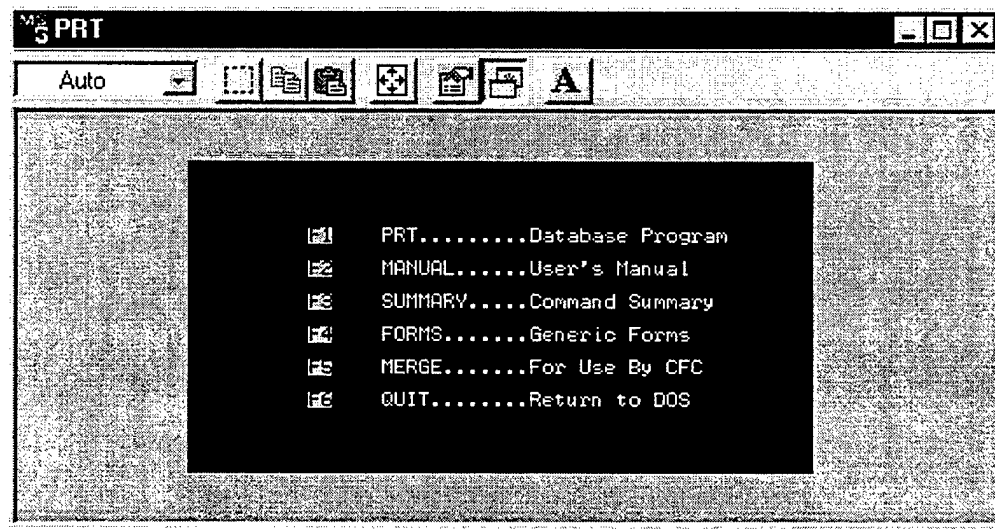 PRT
Auto
A
F1 PRT.........Database Program
F2 MANUAL......User's Manual
F3 SUMMARY.....Command Summary
F4 FORMS.......Generic Forms
F5 MERGE.......For Use By CFC
F6 QUIT........Return to DOS